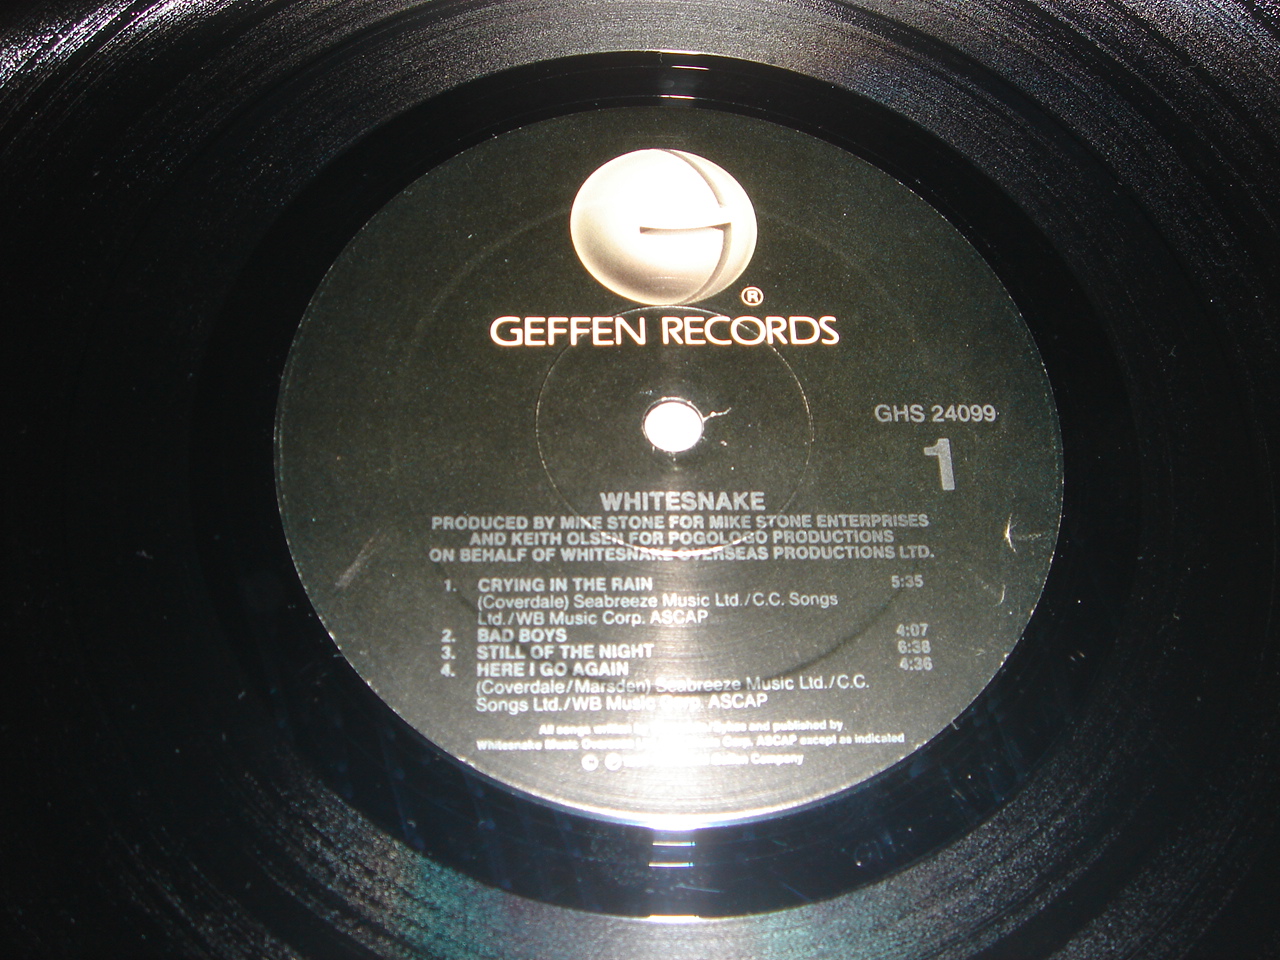 ®
GEFFEN RECORDS
GHS 24099
1
WHITESNAKE
PRODUCED BY MIKE STONE FOR MIKE STONE ENTERPRISES
AND KEITH OLSEN FOR POGOLOGO PRODUCTIONS
ON BEHALF OF WHITESNAKE OVERSEAS PRODUCTIONS LTD.
1. CRYING IN THE RAIN 5:35
(Coverdale) Seabreeze Music Ltd./C.C. Songs
Ltd./WB Music Corp. ASCAP
2. BAD BOYS 4:07
3. STILL OF THE NIGHT 6:38
4. HERE I GO AGAIN 4:36
(Coverdale/Marsden) Seabreeze Music Ltd./C.C.
Songs Ltd./WB Music Corp. ASCAP
All songs written and published by
Whitesnake Music Corp. ASCAP except as indicated
© ℗ Company